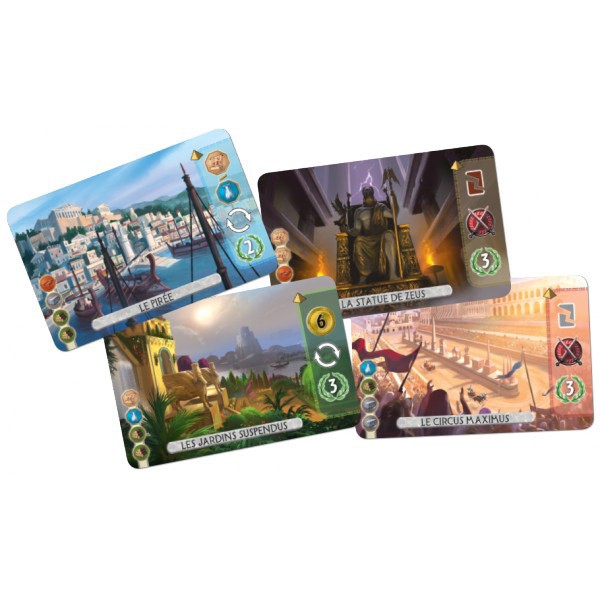 2
LE PIRÉE
3
LA STATUE DE ZEUS
6
3
LES JARDINS SUSPENDUS
3
LE CIRCUS MAXIMUS